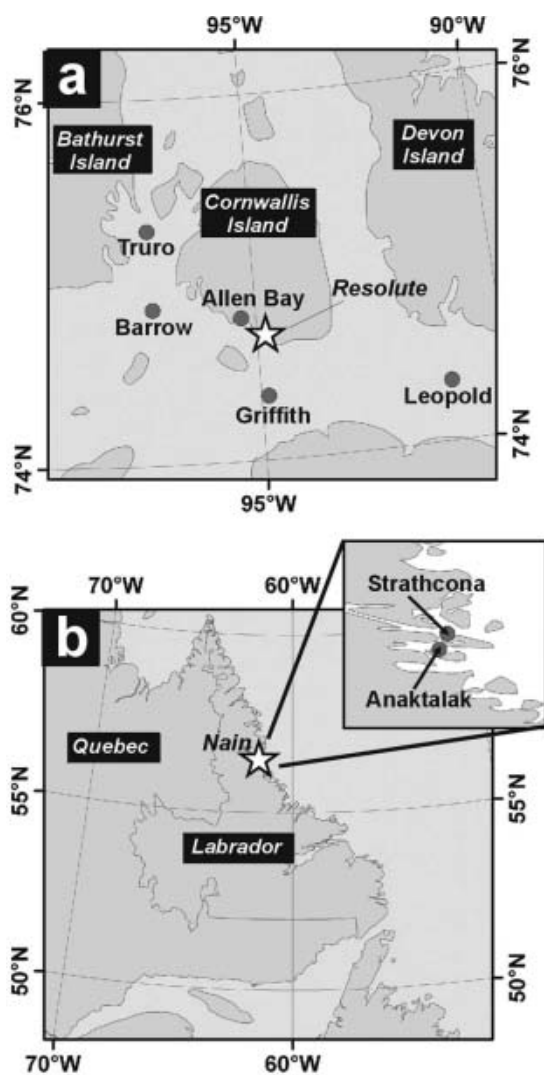 95°W 90°W
a
76°N
76°N
Bathurst
Island
Devon
Island
Cornwallis
Island
Truro
Allen Bay
Resolute
Barrow
Griffith
Leopold
74°N
74°N
95°W
70°W 60°W
60°N
b
Strathcona
Anaktalak
Quebec
Nain
55°N
55°N
Labrador
50°N
50°N
70°W 60°W